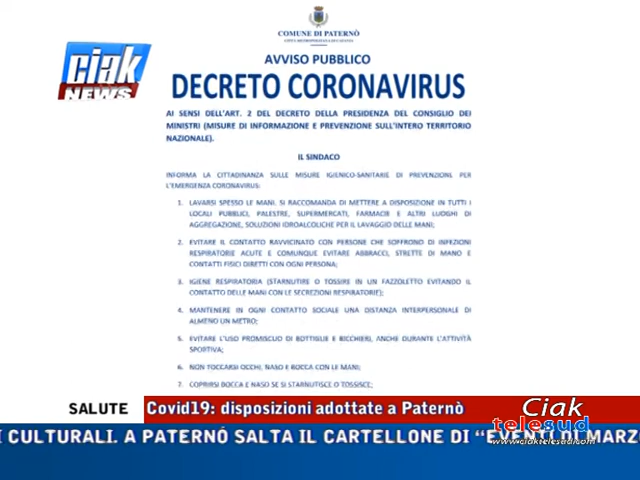 COMUNE DI PATERNÒ
CITTÀ METROPOLITANA DI CATANIA
AVVISO PUBBLICO
DECRETO CORONAVIRUS
AI SENSI DELL'ART. 2 DEL DECRETO DELLA PRESIDENZA DEL CONSIGLIO DEI
MINISTRI (MISURE DI INFORMAZIONE E PREVENZIONE SULL'INTERO TERRITORIO
NAZIONALE).
IL SINDACO
INFORMA LA CITTADINANZA SULLE MISURE IGIENICO-SANITARIE DI PREVENZIONE PER
L'EMERGENZA CORONAVIRUS:
1. LAVARSI SPESSO LE MANI. SI RACCOMANDA DI METTERE A DISPOSIZIONE IN TUTTI I
LOCALI PUBBLICI, PALESTRE, SUPERMERCATI, FARMACIE E ALTRI LUOGHI DI
AGGREGAZIONE, SOLUZIONI IDROALCOLICHE PER IL LAVAGGIO DELLE MANI;
2. EVITARE IL CONTATTO RAVVICINATO CON PERSONE CHE SOFFRONO DI INFEZIONI
RESPIRATORIE ACUTE E COMUNQUE EVITARE ABBRACCI, STRETTE DI MANO E
CONTATTI FISICI DIRETTI CON OGNI PERSONA;
3. IGIENE RESPIRATORIA (STARNUTIRE O TOSSIRE IN UN FAZZOLETTO EVITANDO IL
CONTATTO DELLE MANI CON LE SECREZIONI RESPIRATORIE);
4. MANTENERE IN OGNI CONTATTO SOCIALE UNA DISTANZA INTERPERSONALE DI
ALMENO UN METRO;
5. EVITARE L'USO PROMISCUO DI BOTTIGLIE E BICCHIERI, ANCHE DURANTE L'ATTIVITÀ
SPORTIVA;
6. NON TOCCARSI OCCHI, NASO E BOCCA CON LE MANI;
7. COPRIRSI BOCCA E NASO SE SI STARNUTISCE O TOSSISCE;
ciak
NEWS
SALUTE
Covid19: disposizioni adottate a Paternò
Ciak
telesud
www.ciaktelesud.com
I CULTURALI. A PATERNÓ SALTA IL CARTELLONE DI “EVENTI DI MARZO